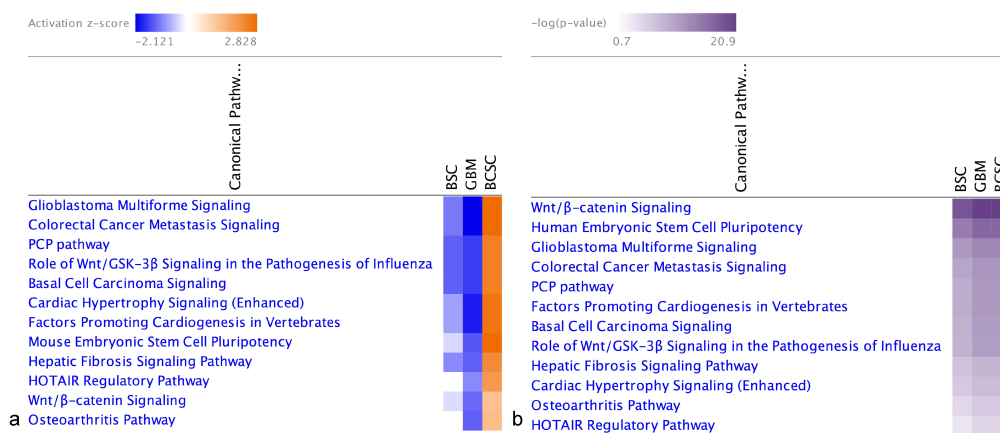 Activation z-score
-2.121 2.828
Canonical Pathw...
BSC
GBM
BCSC
Glioblastoma Multiforme Signaling
Colorectal Cancer Metastasis Signaling
PCP pathway
Role of Wnt/GSK-3β Signaling in the Pathogenesis of Influenza
Basal Cell Carcinoma Signaling
Cardiac Hypertrophy Signaling (Enhanced)
Factors Promoting Cardiogenesis in Vertebrates
Mouse Embryonic Stem Cell Pluripotency
Hepatic Fibrosis Signaling Pathway
HOTAIR Regulatory Pathway
Wnt/β-catenin Signaling
Osteoarthritis Pathway
a
-log(p-value)
0.7 20.9
Canonical Pathw...
BSC
GBM
BCSC
Wnt/β-catenin Signaling
Human Embryonic Stem Cell Pluripotency
Glioblastoma Multiforme Signaling
Colorectal Cancer Metastasis Signaling
PCP pathway
Factors Promoting Cardiogenesis in Vertebrates
Basal Cell Carcinoma Signaling
Role of Wnt/GSK-3β Signaling in the Pathogenesis of Influenza
Hepatic Fibrosis Signaling Pathway
Cardiac Hypertrophy Signaling (Enhanced)
Osteoarthritis Pathway
HOTAIR Regulatory Pathway
b